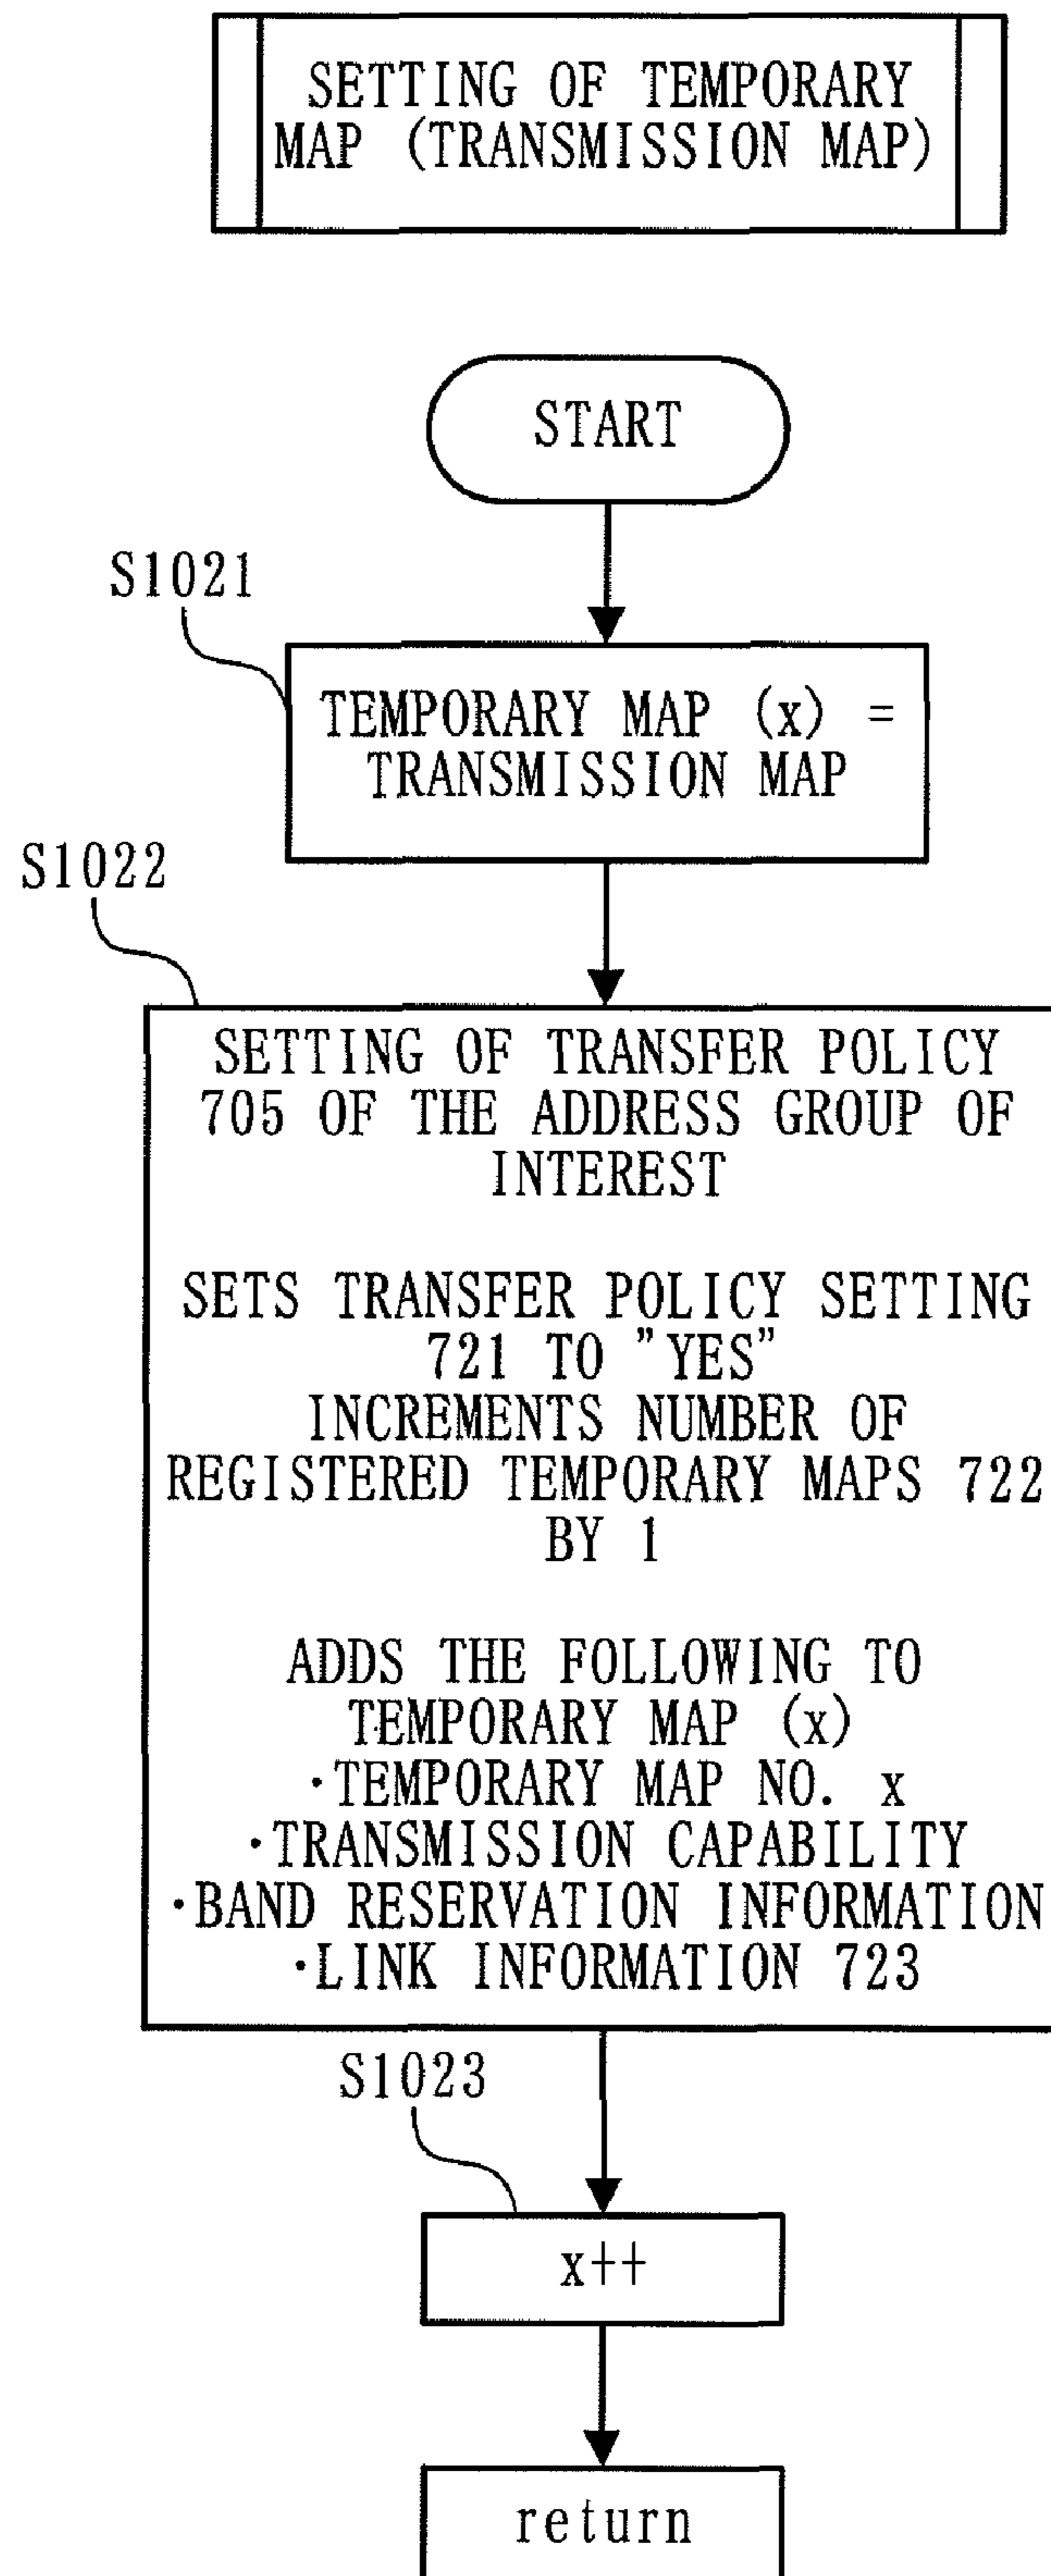 SETTING OF TEMPORARY
MAP (TRANSMISSION MAP)
START
S1021
TEMPORARY MAP (x) =
TRANSMISSION MAP
S1022
SETTING OF TRANSFER POLICY
705 OF THE ADDRESS GROUP OF
INTEREST
SETS TRANSFER POLICY SETTING
721 TO "YES"
INCREMENTS NUMBER OF
REGISTERED TEMPORARY MAPS 722
BY 1
ADDS THE FOLLOWING TO
TEMPORARY MAP (x)
·TEMPORARY MAP NO. x
·TRANSMISSION CAPABILITY
·BAND RESERVATION INFORMATION
·LINK INFORMATION 723
S1023
x++
return